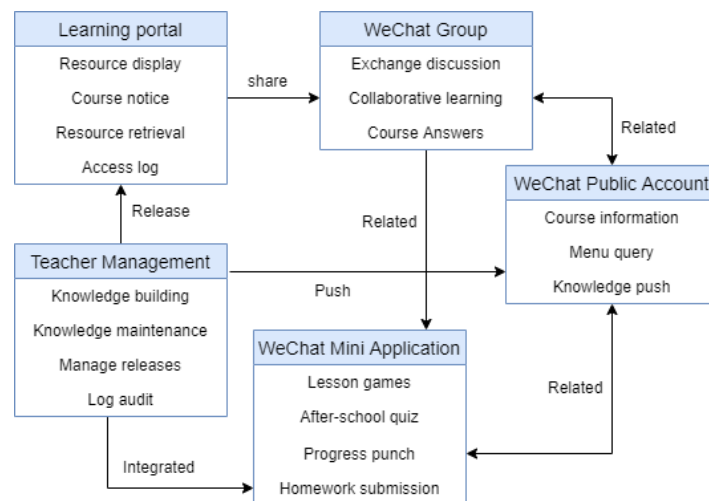 Learning portal
Resource display
Course notice
Resource retrieval
Access log
share
WeChat Group
Exchange discussion
Collaborative learning
Course Answers
Related
WeChat Public Account
Course information
Menu query
Knowledge push
Release
Related
Teacher Management
Knowledge building
Knowledge maintenance
Manage releases
Log audit
Push
WeChat Mini Application
Lesson games
After-school quiz
Progress punch
Homework submission
Related
Integrated